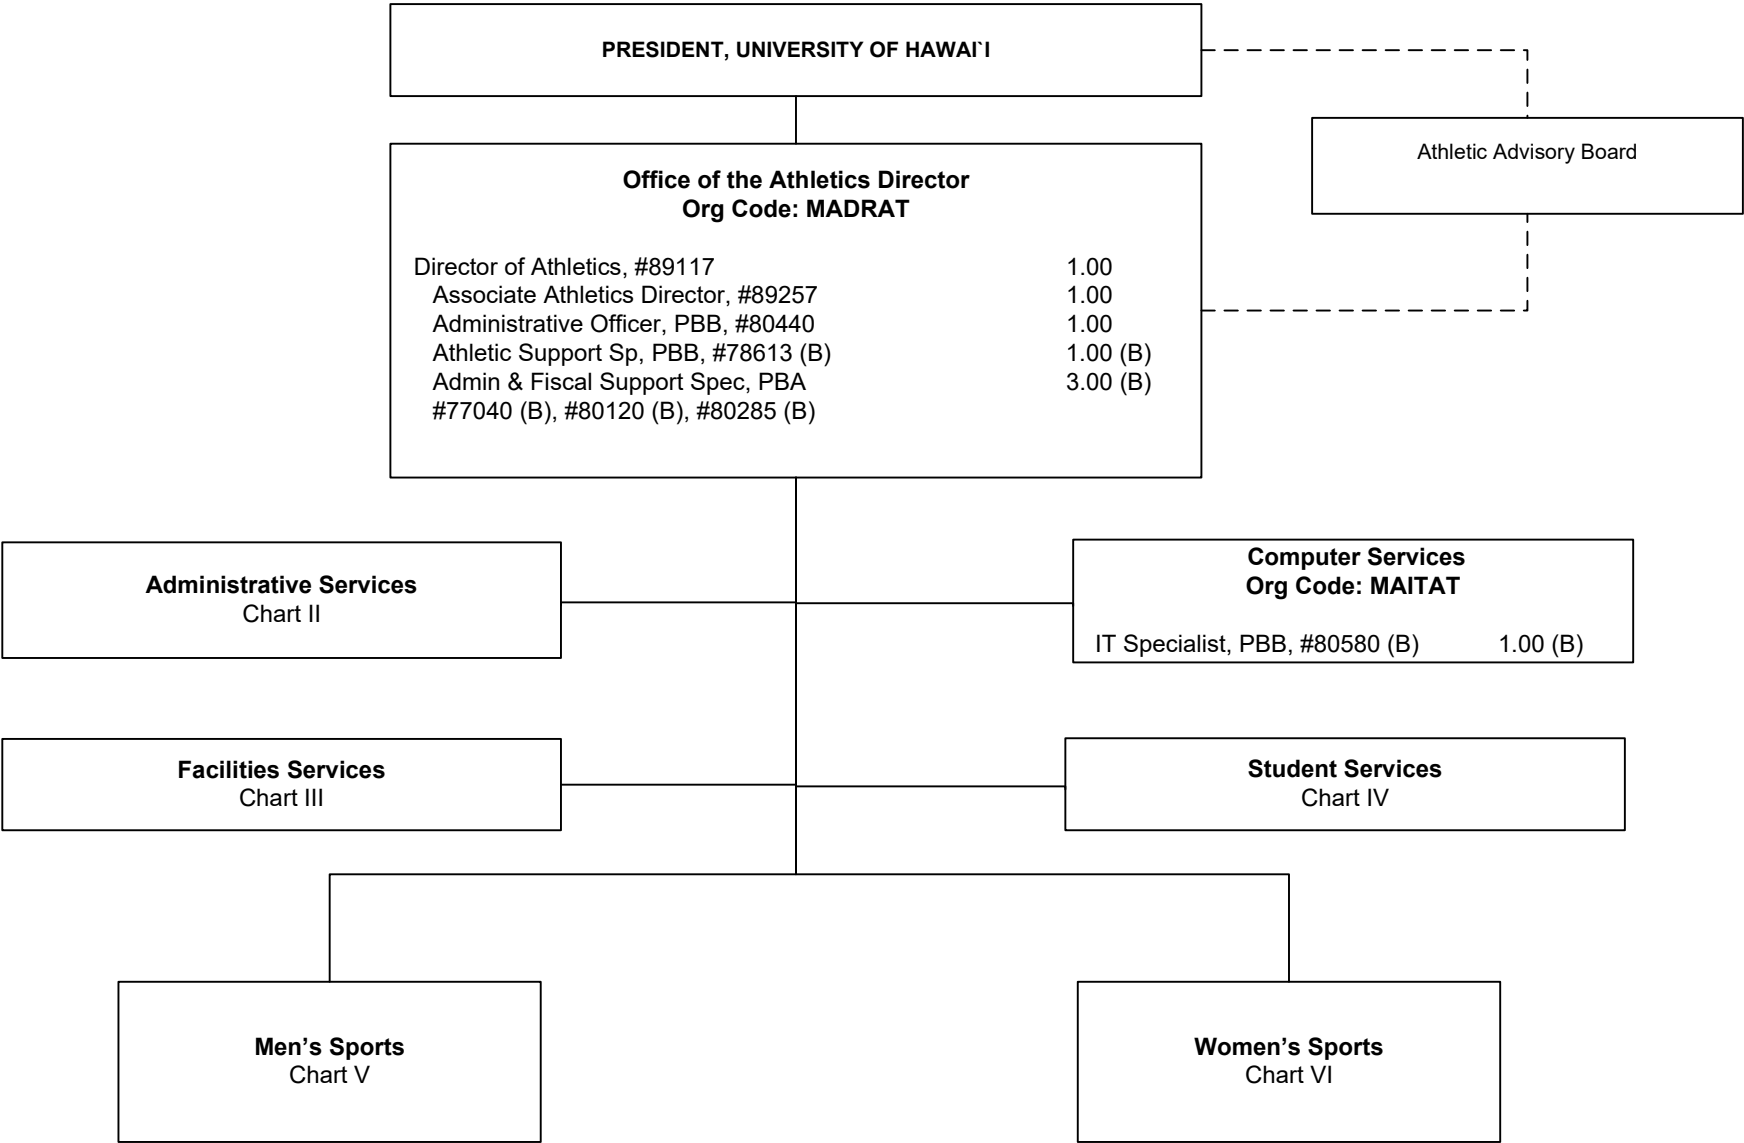 PRESIDENT, UNIVERSITY OF HAWAI`I
Athletic Advisory Board
Office of the Athletics Director
Org Code: MADRAT
Director of Athletics, #89117 1.00
Associate Athletics Director, #89257 1.00
Administrative Officer, PBB, #80440 1.00
Athletic Support Sp, PBB, #78613 (B) 1.00 (B)
Admin & Fiscal Support Spec, PBA 3.00 (B)
#77040 (B), #80120 (B), #80285 (B)
Administrative Services
Chart II
Computer Services
Org Code: MAITAT
IT Specialist, PBB, #80580 (B) 1.00 (B)
Facilities Services
Chart III
Student Services
Chart IV
Men’s Sports
Chart V
Women’s Sports
Chart VI